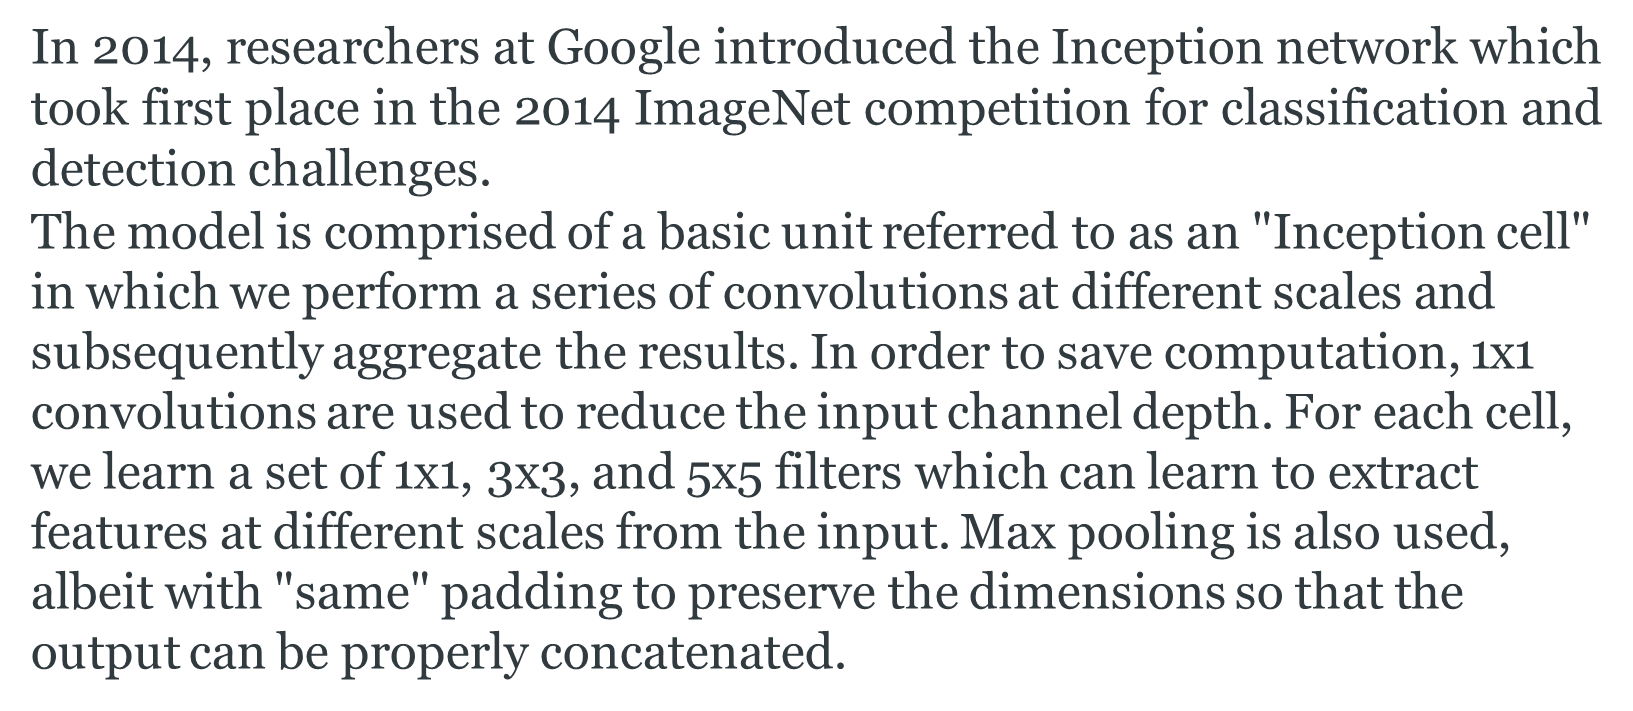 In 2014, researchers at Google introduced the Inception network which
took first place in the 2014 ImageNet competition for classification and
detection challenges.
The model is comprised of a basic unit referred to as an "Inception cell"
in which we perform a series of convolutions at different scales and
subsequently aggregate the results. In order to save computation, 1x1
convolutions are used to reduce the input channel depth. For each cell,
we learn a set of 1x1, 3x3, and 5x5 filters which can learn to extract
features at different scales from the input. Max pooling is also used,
albeit with "same" padding to preserve the dimensions so that the
output can be properly concatenated.